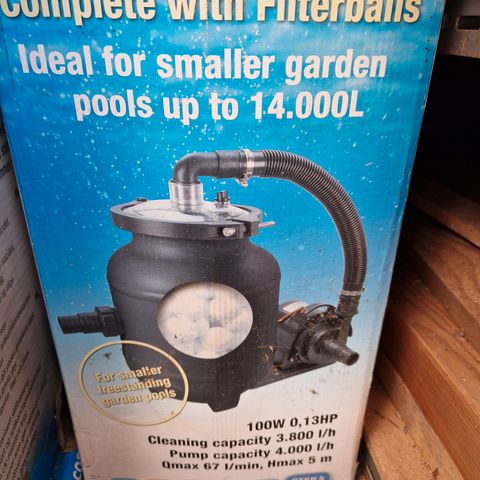 Complete with Filterballs
Ideal for smaller garden
pools up to 14.000L
For smaller
freestanding
garden pools
100W 0,13HP
Cleaning capacity 3.800 l/h
Pump capacity 4.000 l/h
Qmax 67 l/min, Hmax 5 m